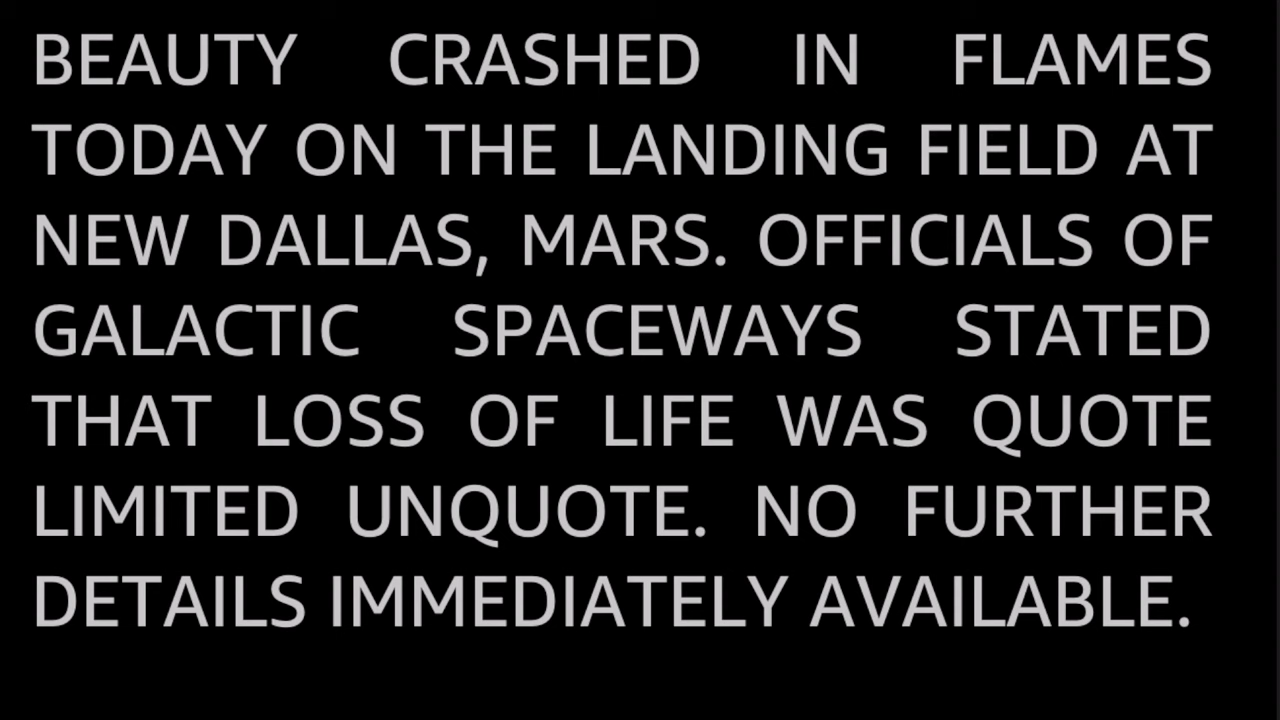 BEAUTY CRASHED IN FLAMES
TODAY ON THE LANDING FIELD AT
NEW DALLAS, MARS. OFFICIALS OF
GALACTIC SPACEWAYS STATED
THAT LOSS OF LIFE WAS QUOTE
LIMITED UNQUOTE. NO FURTHER
DETAILS IMMEDIATELY AVAILABLE.